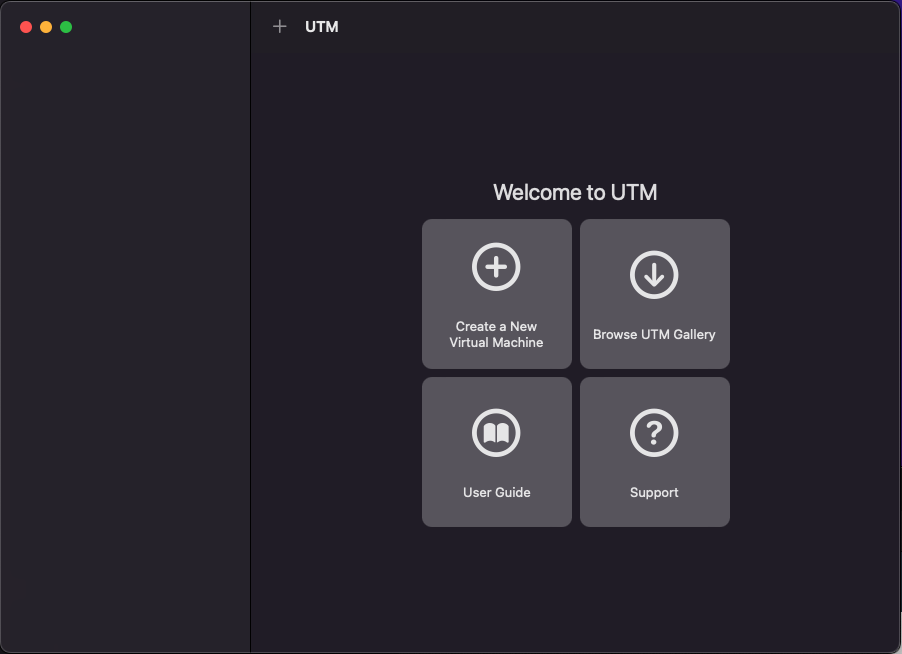 UTM
Welcome to UTM
Create a New
Virtual Machine
Browse UTM Gallery
User Guide
Support